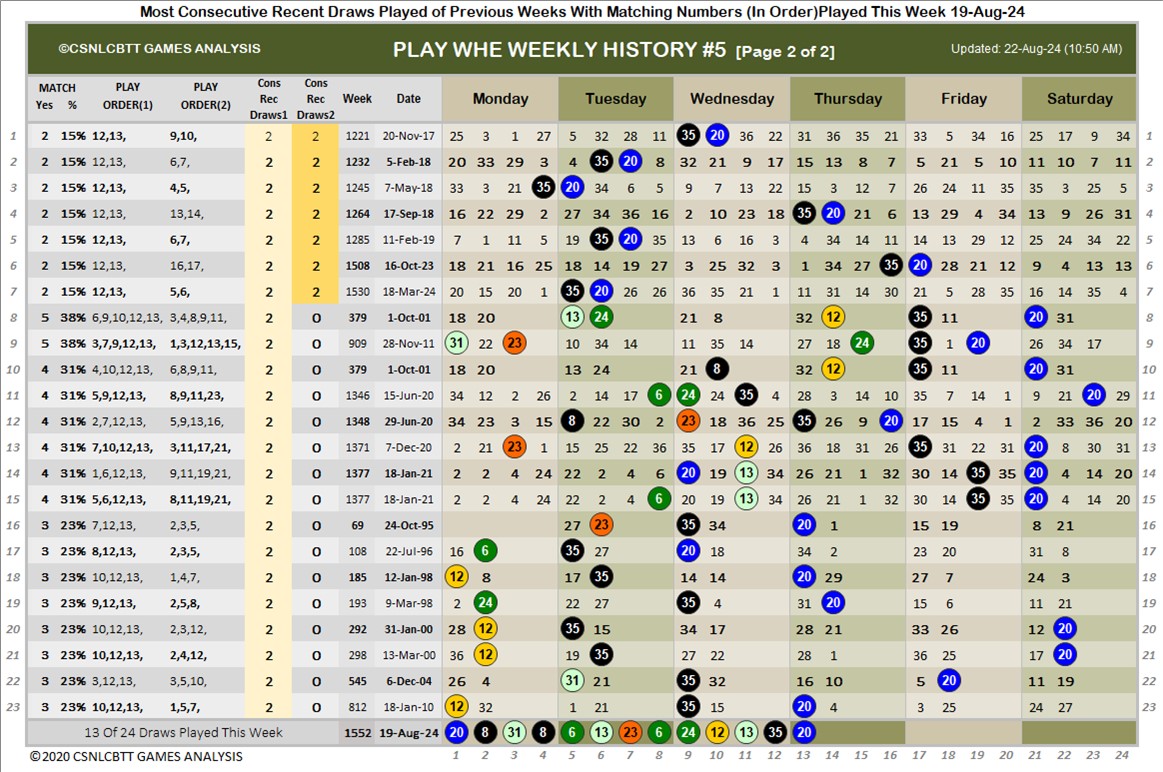 Most Consecutive Recent Draws Played of Previous Weeks With Matching Numbers (In Order)Played This Week 19-Aug-24
©CSNLCBTT GAMES ANALYSIS PLAY WHE WEEKLY HISTORY #5 [Page 2 of 2] Updated: 22-Aug-24 (10:50 AM)
MATCH Yes % PLAY ORDER(1) PLAY ORDER(2) Cons Rec Draws1 Cons Rec Draws2 Week Date Monday Tuesday Wednesday Thursday Friday Saturday
1 2 15% 12,13, 9,10, 2 2 1221 20-Nov-17 25 3 1 27 5 32 28 11 35 20 36 22 31 36 35 21 33 5 34 16 25 17 9 34 1
2 2 15% 12,13, 6,7, 2 2 1232 5-Feb-18 20 33 29 3 4 35 20 8 32 21 9 17 15 13 8 7 5 21 5 10 11 10 7 11 2
3 2 15% 12,13, 4,5, 2 2 1245 7-May-18 33 3 21 35 20 34 6 5 9 7 13 22 15 3 12 7 26 24 11 35 35 3 25 5 3
4 2 15% 12,13, 13,14, 2 2 1264 17-Sep-18 16 22 29 2 27 34 36 16 2 10 23 18 35 20 21 6 13 29 4 34 13 9 26 31 4
5 2 15% 12,13, 6,7, 2 2 1285 11-Feb-19 7 1 11 5 19 35 20 35 13 6 16 3 4 34 14 11 14 13 29 12 25 24 34 22 5
6 2 15% 12,13, 16,17, 2 2 1508 16-Oct-23 18 21 16 25 18 14 19 27 3 25 32 3 1 34 27 35 20 28 21 12 9 4 13 13 6
7 2 15% 12,13, 5,6, 2 2 1530 18-Mar-24 20 15 20 1 35 20 26 26 36 35 21 1 11 31 14 30 21 5 28 35 16 14 35 4 7
8 5 38% 6,9,10,12,13, 3,4,8,9,11, 2 0 379 1-Oct-01 18 20 13 24 21 8 32 12 35 11 20 31 8
9 5 38% 3,7,9,12,13, 1,3,12,13,15, 2 0 909 28-Nov-11 31 22 23 10 34 14 11 35 14 27 18 24 35 1 20 26 34 17 9
10 4 31% 4,10,12,13, 6,8,9,11, 2 0 379 1-Oct-01 18 20 13 24 21 8 32 12 35 11 20 31 10
11 4 31% 5,9,12,13, 8,9,11,23, 2 0 1346 15-Jun-20 34 12 2 26 2 14 17 6 24 24 35 4 28 3 14 10 35 7 14 1 9 21 20 29 11
12 4 31% 2,7,12,13, 5,9,13,16, 2 0 1348 29-Jun-20 34 23 3 15 8 22 30 2 23 18 36 25 35 26 9 20 17 15 4 1 2 33 36 20 12
13 4 31% 7,10,12,13, 3,11,17,21, 2 0 1371 7-Dec-20 2 21 23 1 15 25 22 36 35 17 12 26 36 18 31 26 35 31 22 31 20 8 30 31 13
14 4 31% 1,6,12,13, 9,11,19,21, 2 0 1377 18-Jan-21 2 2 4 24 22 2 4 6 20 19 13 34 26 21 1 32 30 14 35 35 20 4 14 20 14
15 4 31% 5,6,12,13, 8,11,19,21, 2 0 1377 18-Jan-21 2 2 4 24 22 2 4 6 20 19 13 34 26 21 1 32 30 14 35 35 20 4 14 20 15
16 3 23% 7,12,13, 2,3,5, 2 0 69 24-Oct-95 27 23 35 34 20 1 15 19 8 21 16
17 3 23% 8,12,13, 2,3,5, 2 0 108 22-Jul-96 16 6 35 27 20 18 34 2 23 20 31 8 17
18 3 23% 10,12,13, 1,4,7, 2 0 185 12-Jan-98 12 8 17 35 14 14 20 29 27 7 24 3 18
19 3 23% 9,12,13, 2,5,8, 2 0 193 9-Mar-98 2 24 22 27 35 4 31 20 15 6 11 21 19
20 3 23% 10,12,13, 2,3,12, 2 0 292 31-Jan-00 28 12 35 15 34 17 28 21 33 26 12 20 20
21 3 23% 10,12,13, 2,4,12, 2 0 298 13-Mar-00 36 12 19 35 27 22 28 1 36 25 17 20 21
22 3 23% 3,12,13, 3,5,10, 2 0 545 6-Dec-04 26 4 31 21 35 32 16 10 5 20 11 19 22
23 3 23% 10,12,13, 1,5,7, 2 0 812 18-Jan-10 12 32 1 21 35 15 20 4 3 25 24 27 23
13 Of 24 Draws Played This Week 1552 19-Aug-24 20 8 31 8 6 13 23 6 24 12 13 35 20
©2020 CSNLCBTT GAMES ANALYSIS 1 2 3 4 5 6 7 8 9 10 11 12 13 14 15 16 17 18 19 20 21 22 23 24